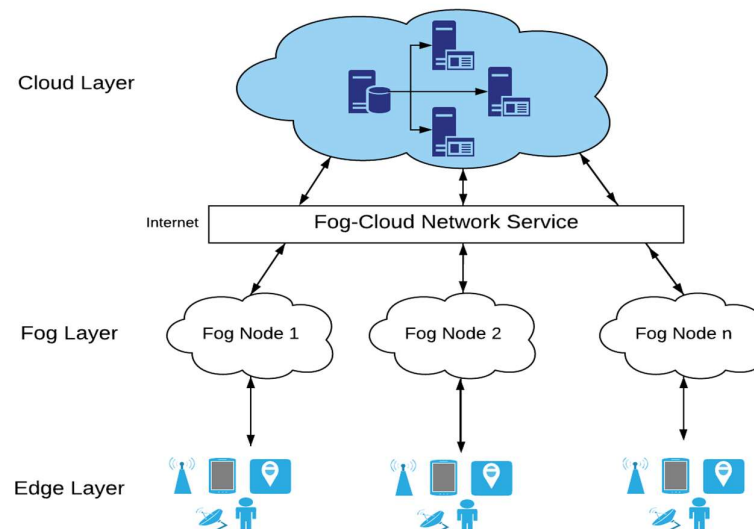 Cloud Layer
Internet
Fog-Cloud Network Service
Fog Layer
Fog Node 1
Fog Node 2
Fog Node n
Edge Layer